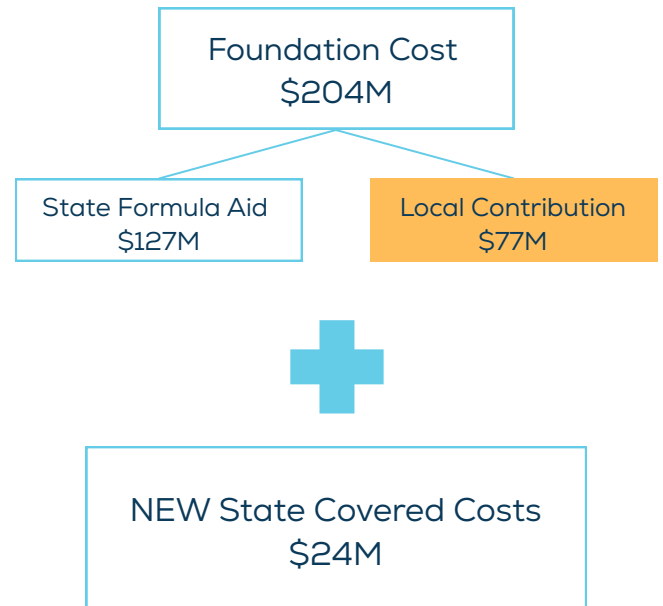 Foundation Cost
$204M
State Formula Aid
$127M
Local Contribution
$77M
NEW State Covered Costs
$24M